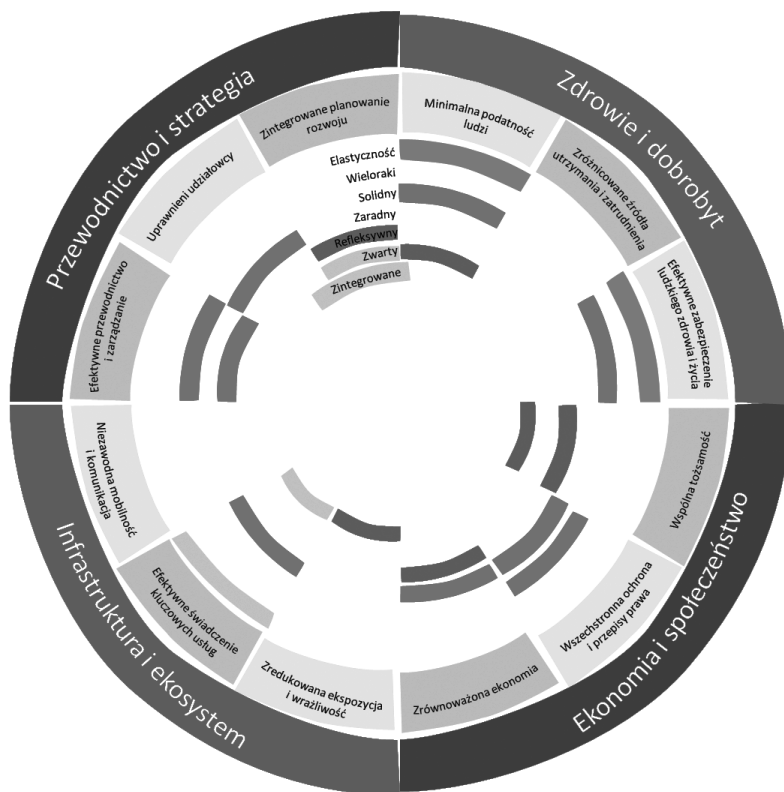 Przewodnictwo i strategia
Zdrowie i dobrobyt
Ekonomia i społeczeństwo
Infrastruktura i ekosystem
Zintegrowane planowanie
rozwoju
Minimalna podatność
ludzi
Zróżnicowane źródła
utrzymania i zatrudnienia
Efektywne zabezpieczenie
ludzkiego zdrowia i życia
Wspólna tożsamość
Wszechstronna ochrona
i przepisy prawa
Zrównoważona ekonomia
Zredukowana ekspozycja
i wrażliwość
Efektywne świadczenie
kluczowych usług
Niezawodna mobilność
i komunikacja
Efektywne przewodnictwo
i zarządzanie
Uprawnieni udziałowcy
Elastyczność
Wieloraki
Solidny
Zaradny
Refleksywny
Zwarty
Zintegrowane